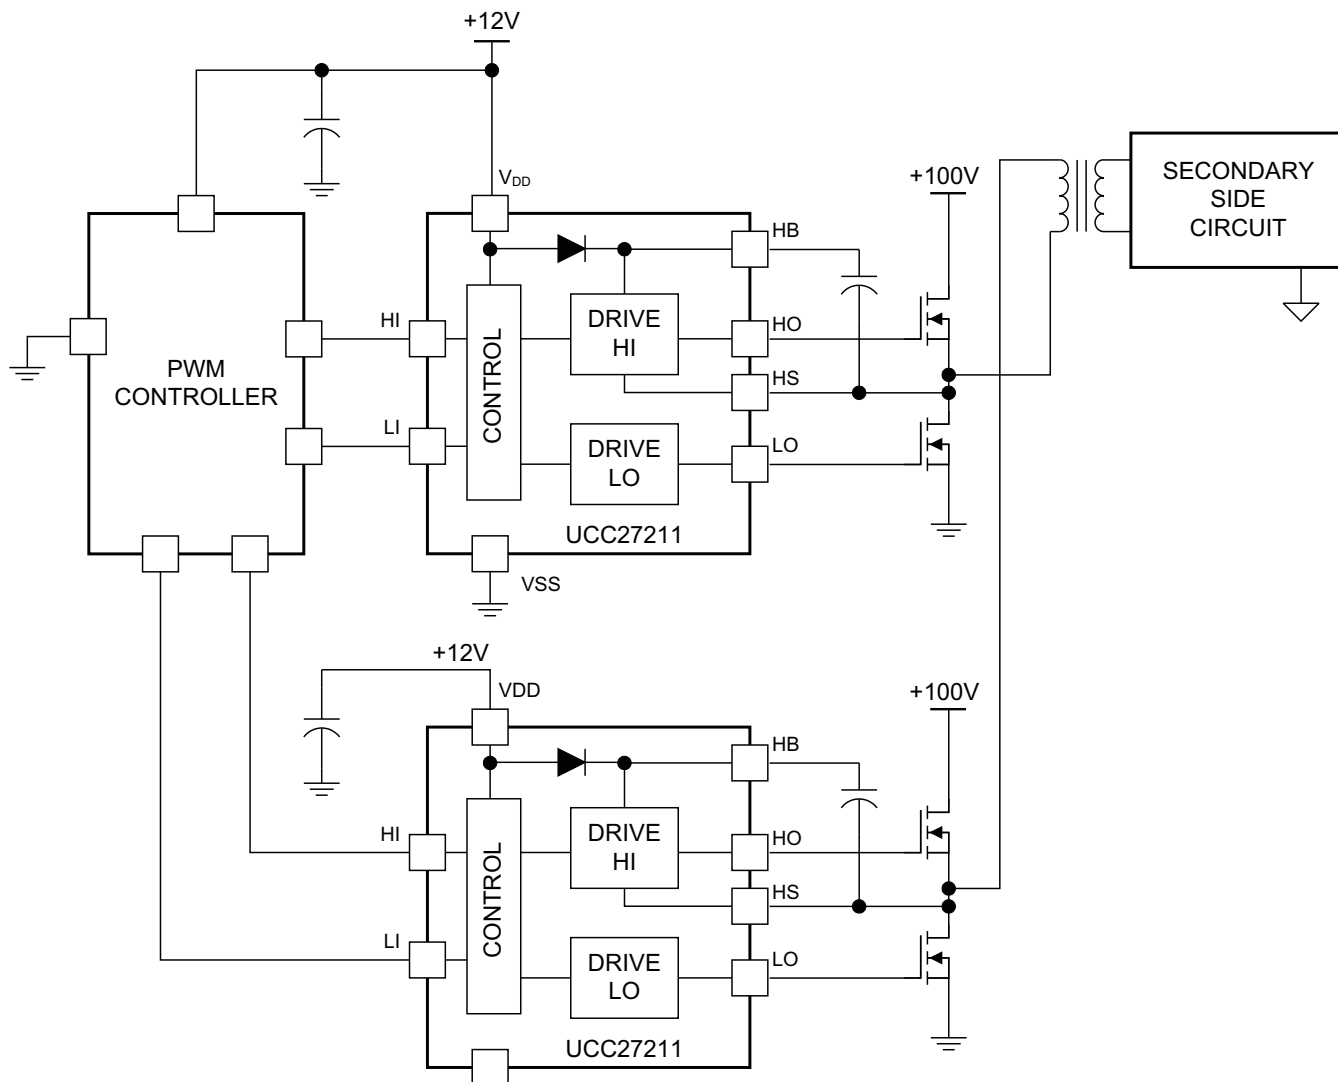 +12V
V_DD
+100V
SECONDARY
SIDE
CIRCUIT
HB
HI
DRIVE
HI
HO
PWM
CONTROLLER
CONTROL
HS
LI
DRIVE
LO
LO
UCC27211
VSS
+12V
VDD
+100V
HB
HI
DRIVE
HI
HO
CONTROL
HS
LI
DRIVE
LO
LO
UCC27211